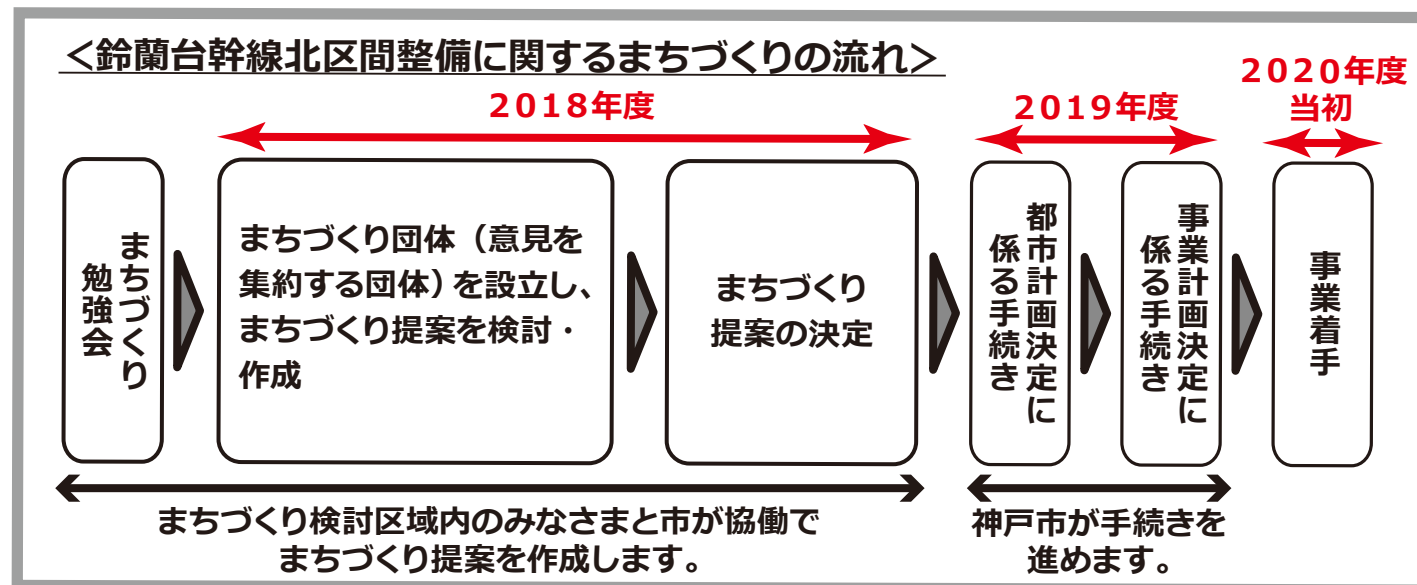 ＜鈴蘭台幹線北区間整備に関するまちづくりの流れ＞
2018年度
2019年度
2020年度
当初
まちづくり
勉強会
まちづくり団体（意見を
集約する団体）を設立し、
まちづくり提案を検討・
作成
まちづくり
提案の決定
都市計画決定に
係る手続き
事業計画決定に
係る手続き
事業着手
まちづくり検討区域内のみなさまと市が協働で
まちづくり提案を作成します。
神戸市が手続きを
進めます。